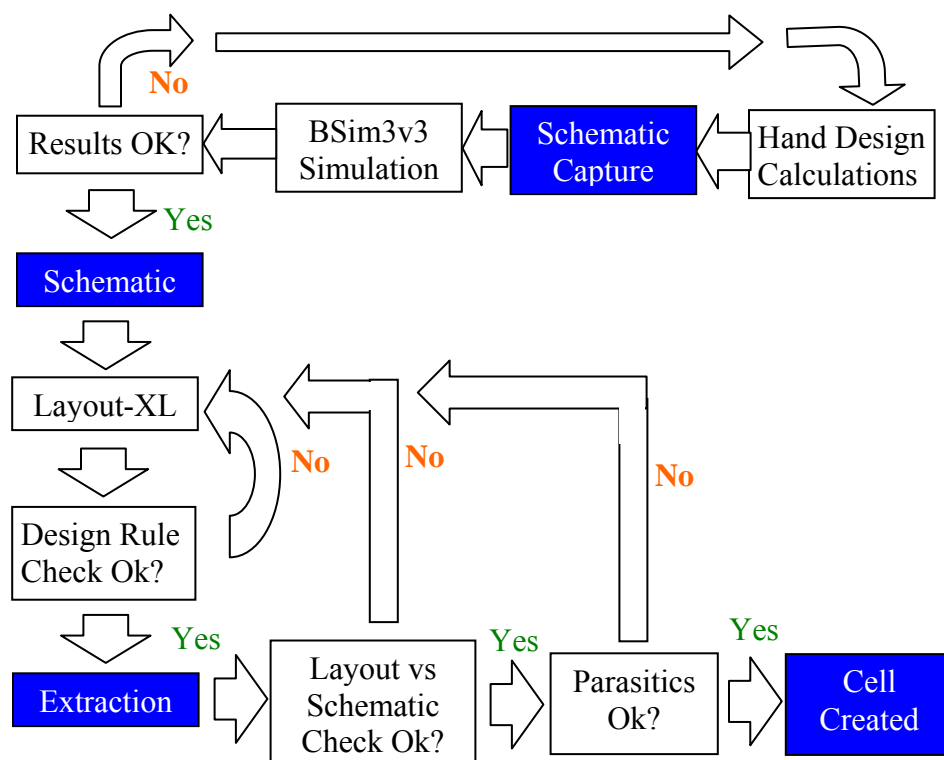 No
Results OK?
BSim3v3
Simulation
Schematic
Capture
Hand Design
Calculations
Yes
Schematic
Layout-XL
No
No
No
Design Rule
Check Ok?
Yes
Extraction
Layout vs
Schematic
Check Ok?
Yes
Parasitics
Ok?
Yes
Cell
Created